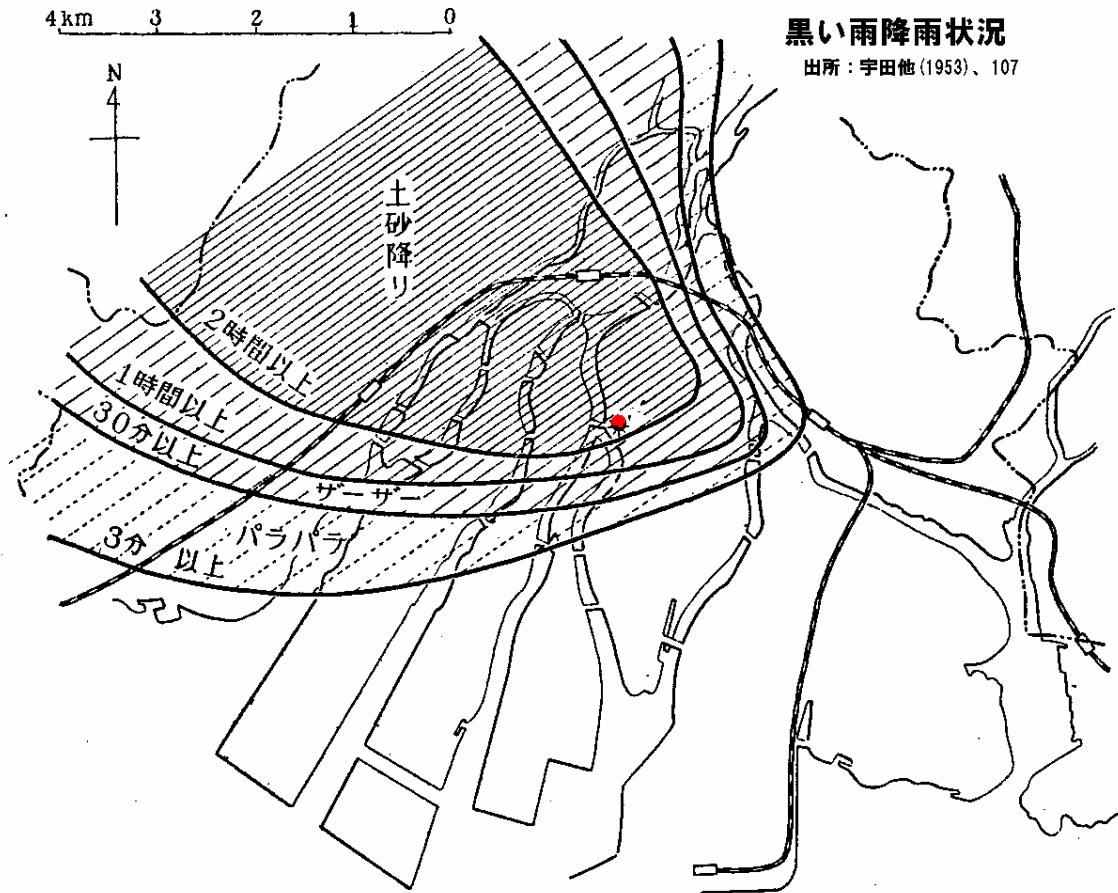 4km 3 2 1 0
黒い雨降雨状況
出所：宇田他(1953)、107
N
土砂降リ
2時間以上
1時間以上
30分以上
ザーザー
パラパラ
3分 以上